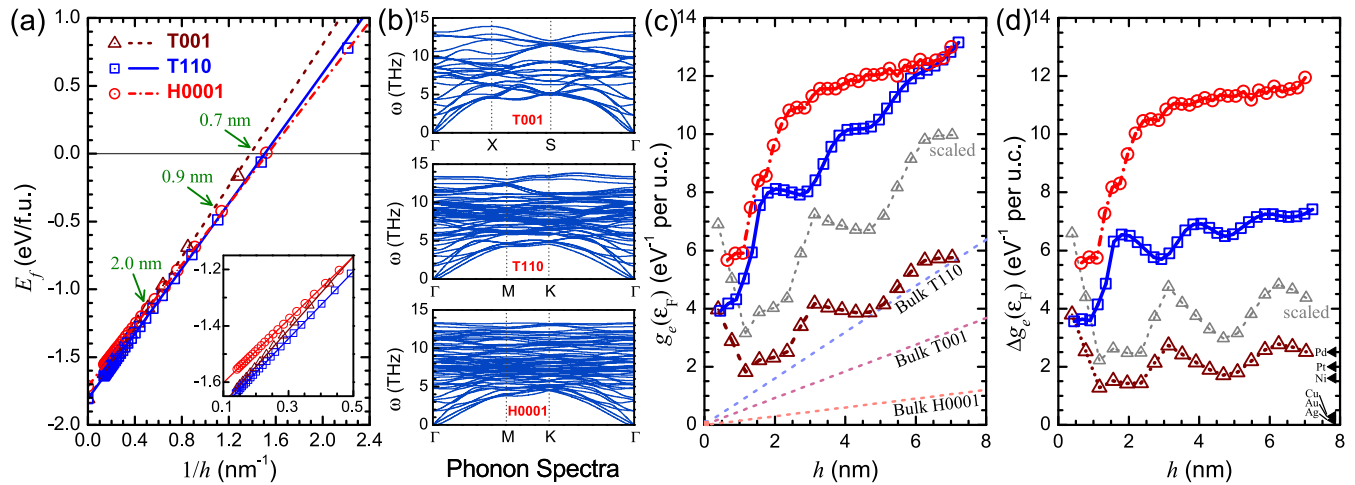 (a)
1.0
0.5
0.0
-0.5
-1.0
-1.5
-2.0
E_f (eV/f.u.)
T001
T110
H0001
0.7 nm
0.9 nm
2.0 nm
-1.2
-1.4
-1.6
0.1 0.3 0.5
0.0 0.4 0.8 1.2 1.6 2.0 2.4
1/h (nm⁻¹)
(b)
15
10
5
0
ω (THz)
T001
Γ X S Γ
15
10
5
0
ω (THz)
T110
Γ M K Γ
15
10
5
0
ω (THz)
H0001
Γ M K Γ
Phonon Spectra
(c)
14
12
10
8
6
4
2
0
g_e(ε_F) (eV⁻¹ per u.c.)
scaled
Bulk T110
Bulk T001
Bulk H0001
0 2 4 6 8
h (nm)
(d)
14
12
10
8
6
4
2
0
Δg_e(ε_F) (eV⁻¹ per u.c.)
scaled
Pd
Pt
Ni
Cu
Au
Ag
0 2 4 6 8
h (nm)